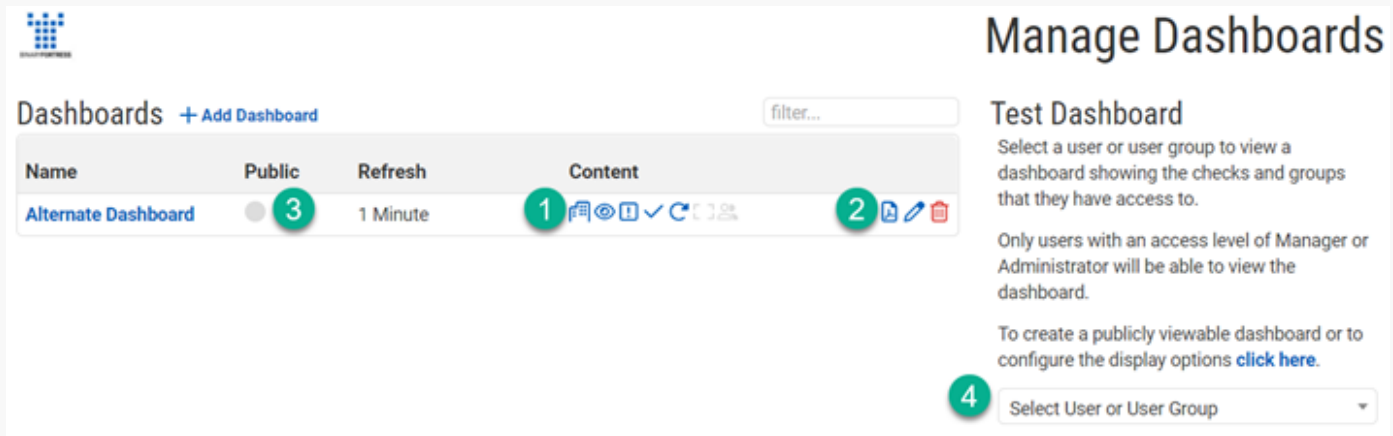 BINARYFORTRESS
Manage Dashboards
Dashboards + Add Dashboard
filter...
Name Public Refresh Content
Alternate Dashboard 3 1 Minute 1 2
Test Dashboard
Select a user or user group to view a
dashboard showing the checks and groups
that they have access to.
Only users with an access level of Manager or
Administrator will be able to view the
dashboard.
To create a publicly viewable dashboard or to
configure the display options click here.
4 Select User or User Group